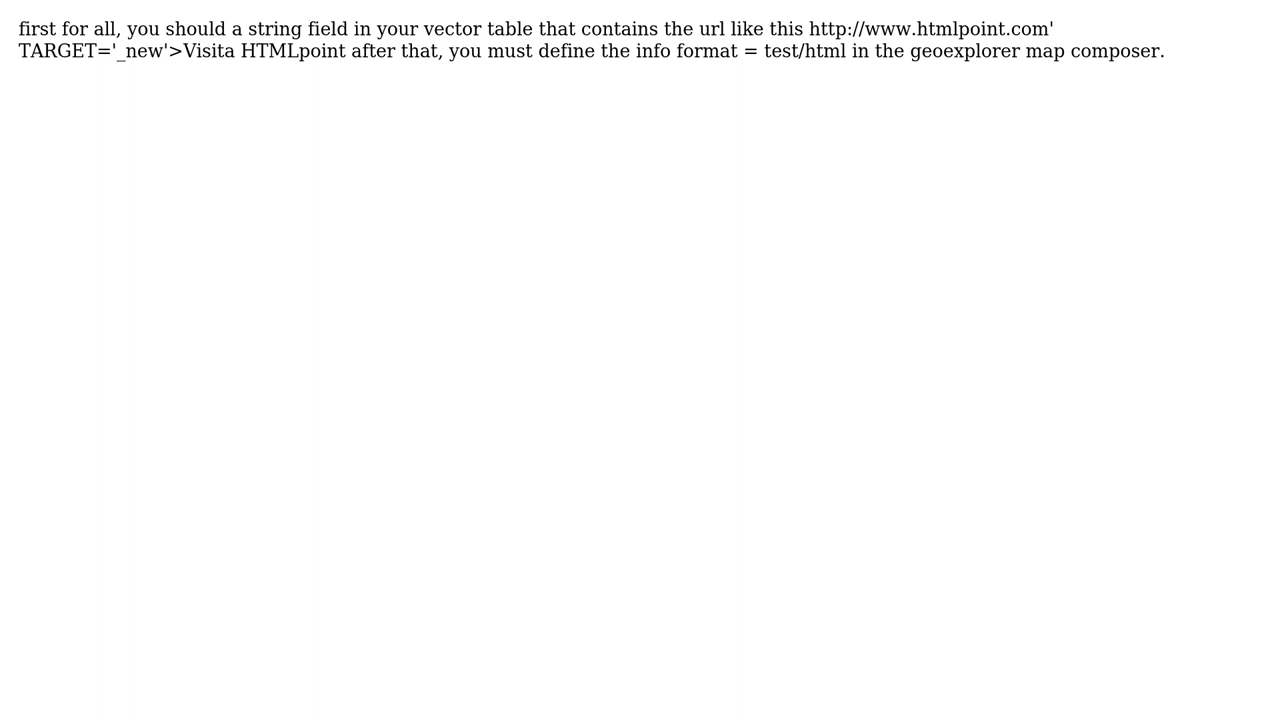 first for all, you should a string field in your vector table that contains the url like this http://www.htmlpoint.com'
TARGET='_new'>Visita HTMLpoint after that, you must define the info format = test/html in the geoexplorer map composer.